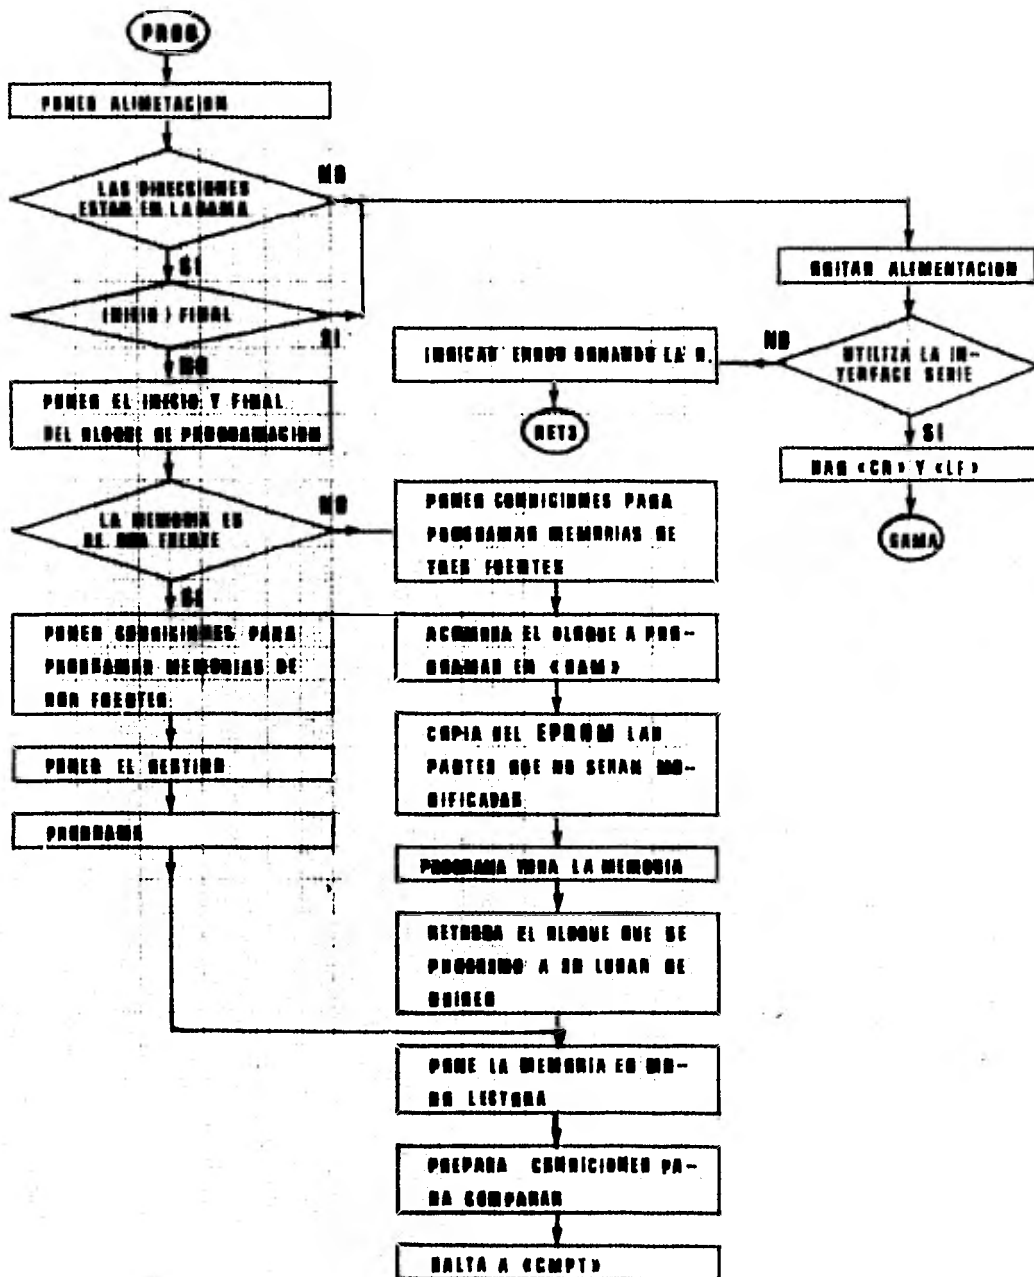 PROG
PONER ALIMETACION
LAS DIRECCIONES
ESTAN EN LA GAMA
NO
SI
INICIO > FINAL
SI
NO
PONER EL INICIO Y FINAL
DEL BLOQUE DE PROGRAMACION
LA MEMORIA ES
DE UNA FUENTE
NO
SI
PONER CONDICIONES PARA
PROGRAMAR MEMORIAS DE
UNA FUENTE
PONER EL DESTINO
PROGRAMA
QUITAR ALIMENTACION
UTILIZA LA IN-
TERFACE SERIE
NO
SI
INDICAR ERROR LA
RET3
DAR «CR» Y «LF»
GAMA
PONER CONDICIONES PARA
PROGRAMAR MEMORIAS DE
TRES FUENTES
ACOMODA EL BLOQUE A PRO-
GRAMAR EN «RAM»
COPIA DEL EPROM LAS
PARTES QUE NO SERAN MO-
DIFICADAS
PROGRAMA TODA LA MEMORIA
RETORNA EL BLOQUE QUE SE
PROGRAMO A SU LUGAR DE
ORIGEN
PONE LA MEMORIA EN MO-
DO LECTURA
PREPARA CONDICIONES PA-
RA COMPARAR
SALTA A «CMPT»